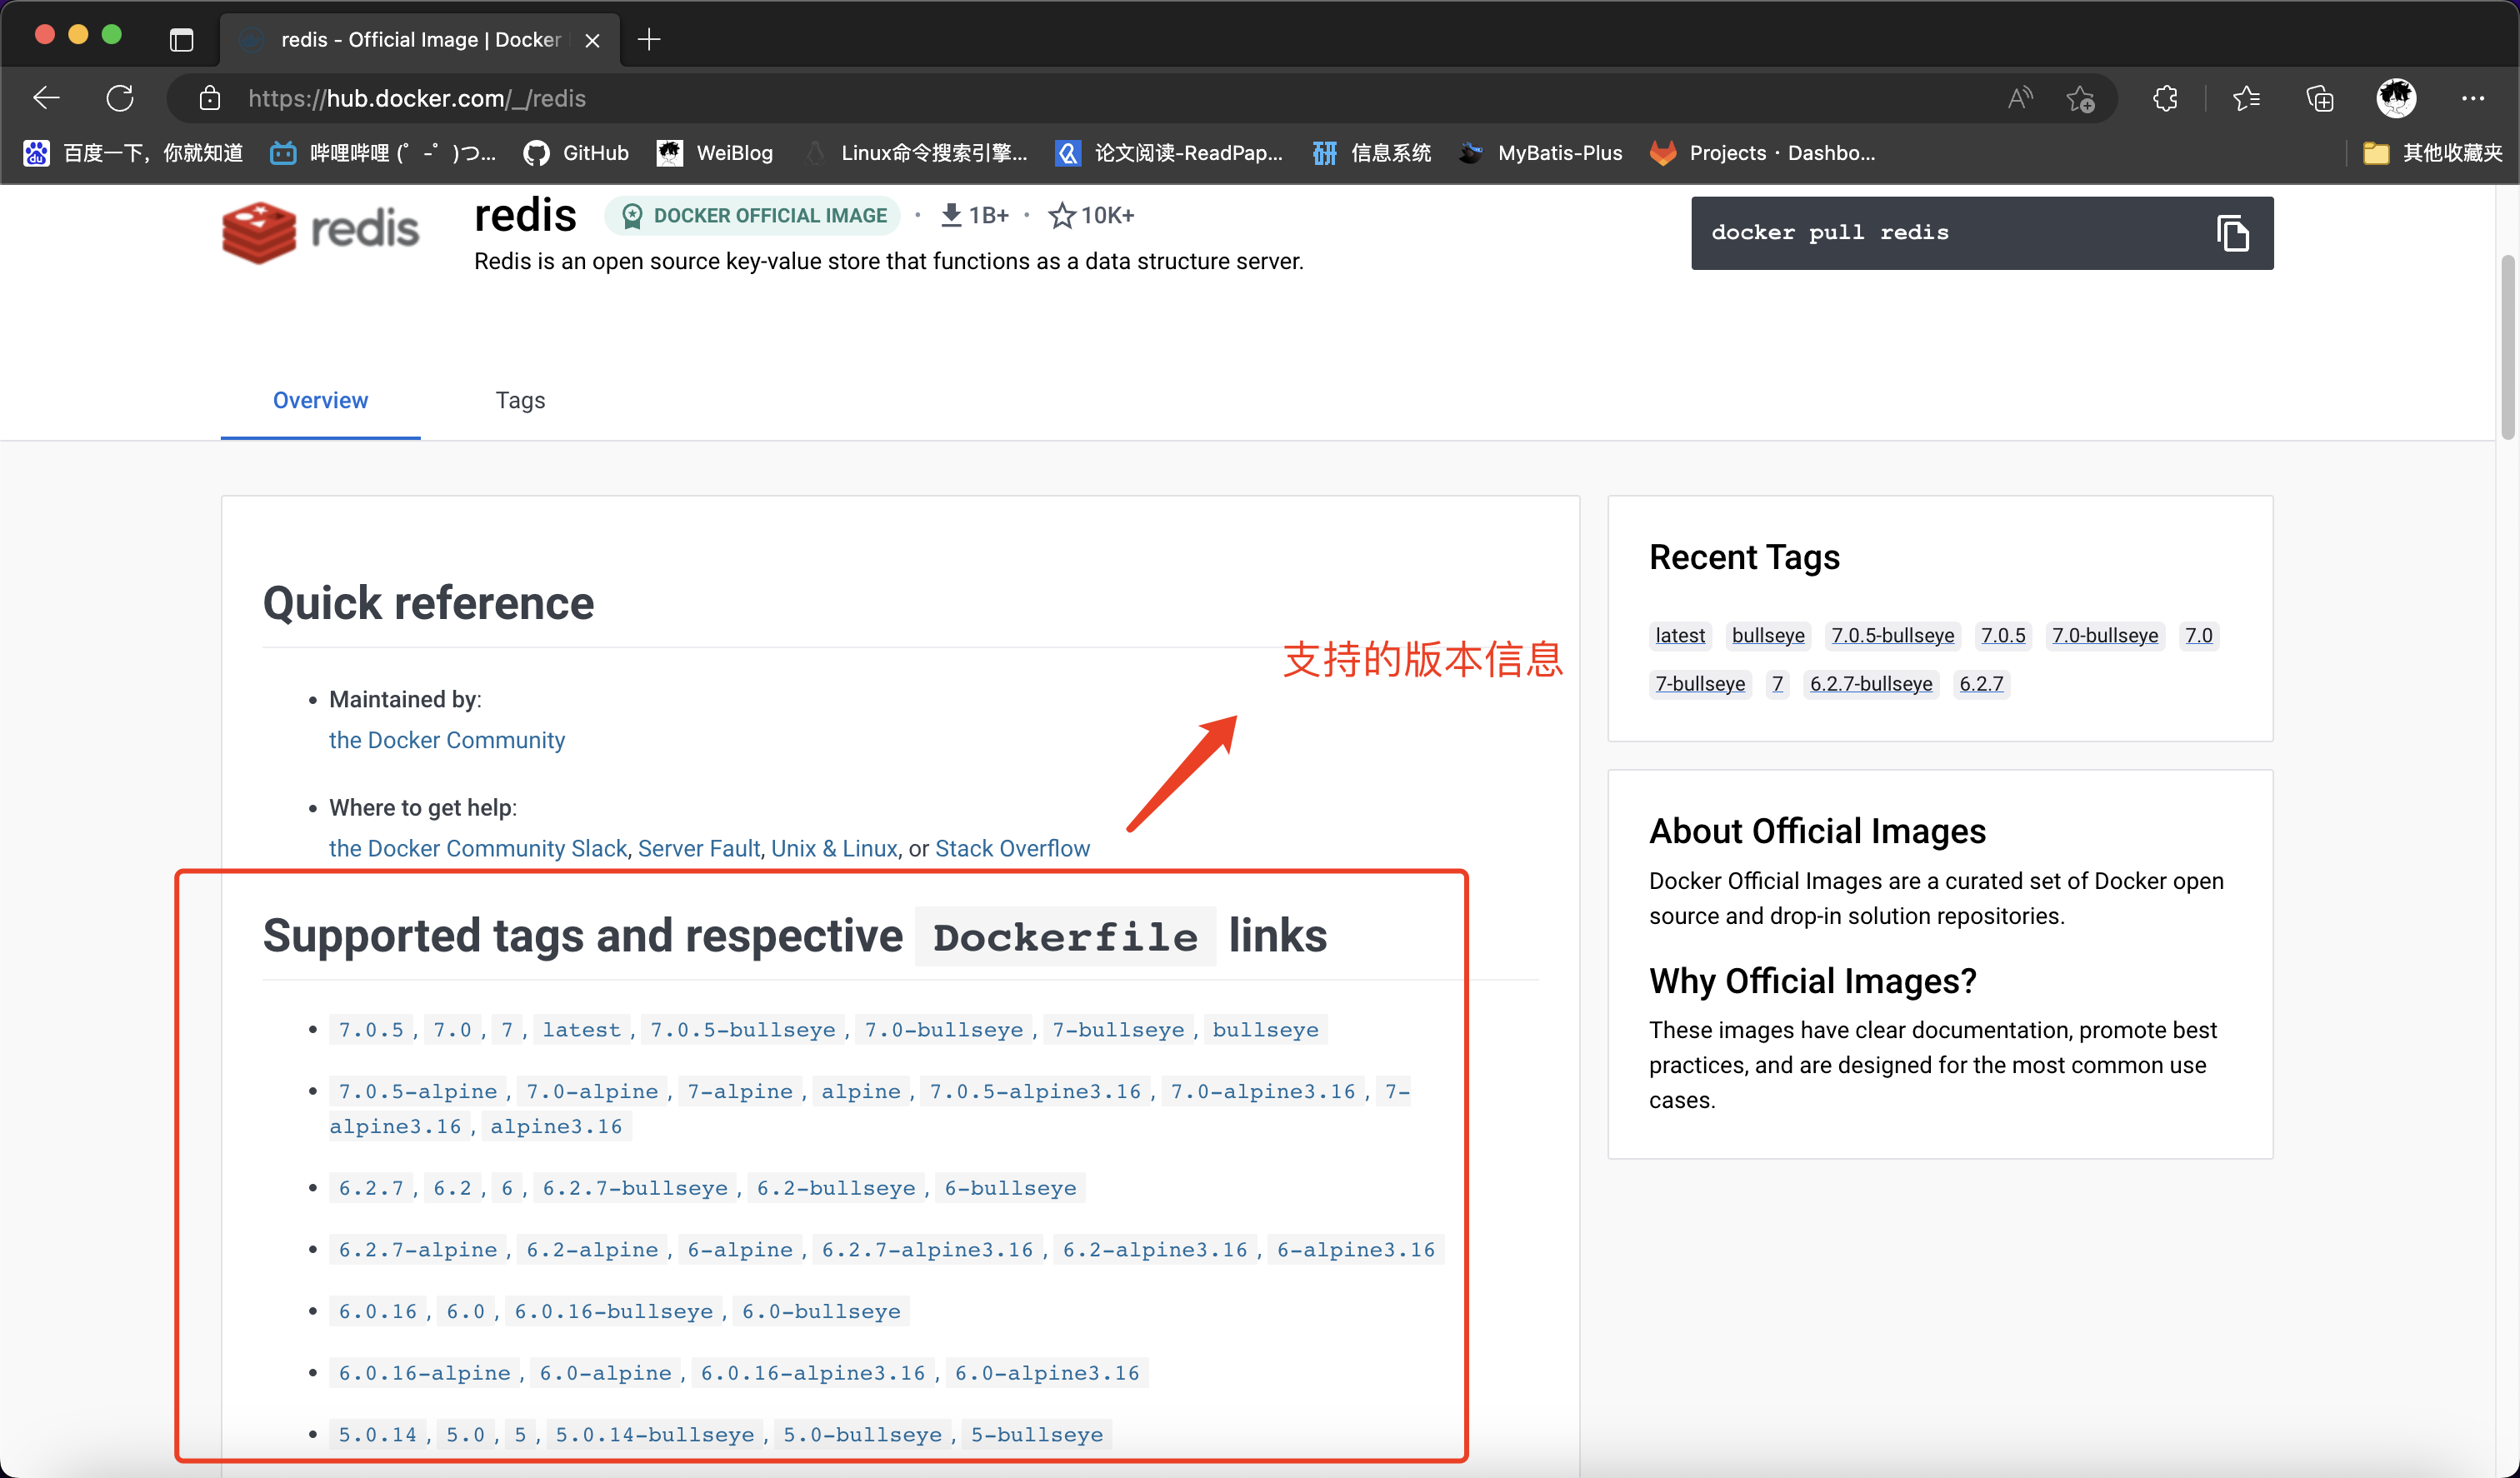 redis - Official Image | Docker
https://hub.docker.com/_/redis
百度一下，你就知道
哔哩哔哩 (゜-゜)つ...
GitHub
WeiBlog
Linux命令搜索引擎...
论文阅读-ReadPap...
研 信息系统
MyBatis-Plus
Projects · Dashbo...
其他收藏夹
redis
redis DOCKER OFFICIAL IMAGE · 1B+ · 10K+
Redis is an open source key-value store that functions as a data structure server.
docker pull redis
Overview Tags
Quick reference
支持的版本信息
• Maintained by:
the Docker Community
• Where to get help:
the Docker Community Slack, Server Fault, Unix & Linux, or Stack Overflow
Supported tags and respective Dockerfile links
• 7.0.5, 7.0, 7, latest, 7.0.5-bullseye, 7.0-bullseye, 7-bullseye, bullseye
• 7.0.5-alpine, 7.0-alpine, 7-alpine, alpine, 7.0.5-alpine3.16, 7.0-alpine3.16, 7-
alpine3.16, alpine3.16
• 6.2.7, 6.2, 6, 6.2.7-bullseye, 6.2-bullseye, 6-bullseye
• 6.2.7-alpine, 6.2-alpine, 6-alpine, 6.2.7-alpine3.16, 6.2-alpine3.16, 6-alpine3.16
• 6.0.16, 6.0, 6.0.16-bullseye, 6.0-bullseye
• 6.0.16-alpine, 6.0-alpine, 6.0.16-alpine3.16, 6.0-alpine3.16
• 5.0.14, 5.0, 5, 5.0.14-bullseye, 5.0-bullseye, 5-bullseye
Recent Tags
latest bullseye 7.0.5-bullseye 7.0.5 7.0-bullseye 7.0
7-bullseye 7 6.2.7-bullseye 6.2.7
About Official Images
Docker Official Images are a curated set of Docker open
source and drop-in solution repositories.
Why Official Images?
These images have clear documentation, promote best
practices, and are designed for the most common use
cases.